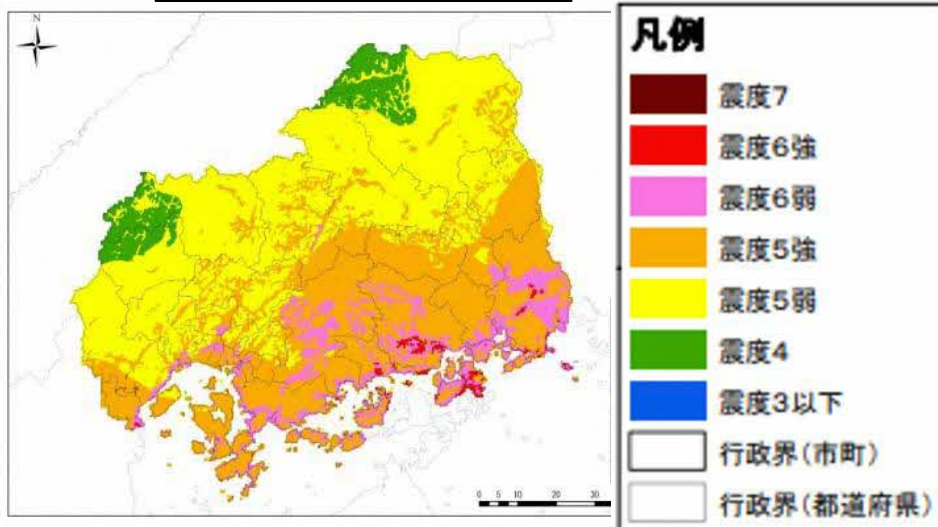 N
0 5 10 20 30
凡例
震度7
震度6強
震度6弱
震度5強
震度5弱
震度4
震度3以下
行政界(市町)
行政界(都道府県)